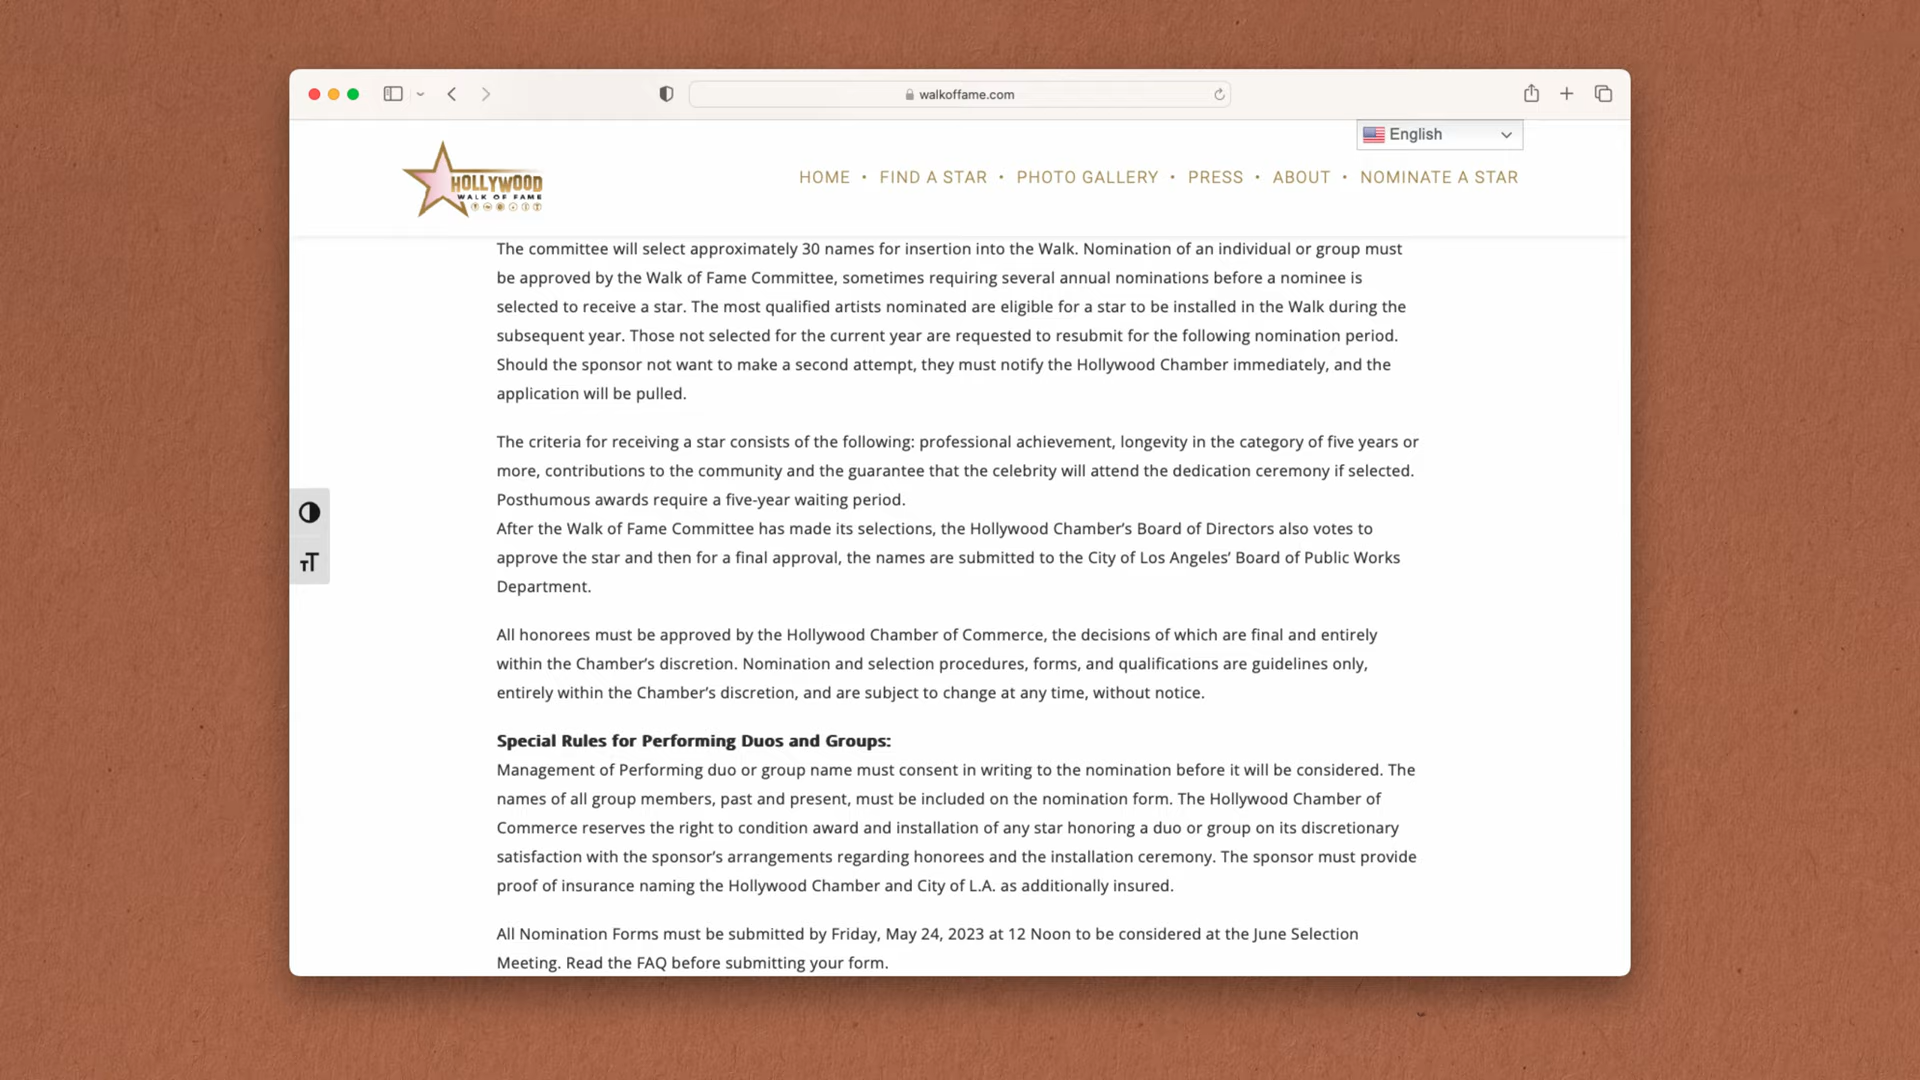 walkoffame.com
English
HOLLYWOOD
WALK OF FAME
HOME • FIND A STAR • PHOTO GALLERY • PRESS • ABOUT • NOMINATE A STAR
The committee will select approximately 30 names for insertion into the Walk. Nomination of an individual or group must
be approved by the Walk of Fame Committee, sometimes requiring several annual nominations before a nominee is
selected to receive a star. The most qualified artists nominated are eligible for a star to be installed in the Walk during the
subsequent year. Those not selected for the current year are requested to resubmit for the following nomination period.
Should the sponsor not want to make a second attempt, they must notify the Hollywood Chamber immediately, and the
application will be pulled.
The criteria for receiving a star consists of the following: professional achievement, longevity in the category of five years or
more, contributions to the community and the guarantee that the celebrity will attend the dedication ceremony if selected.
Posthumous awards require a five-year waiting period.
After the Walk of Fame Committee has made its selections, the Hollywood Chamber’s Board of Directors also votes to
approve the star and then for a final approval, the names are submitted to the City of Los Angeles’ Board of Public Works
Department.
All honorees must be approved by the Hollywood Chamber of Commerce, the decisions of which are final and entirely
within the Chamber’s discretion. Nomination and selection procedures, forms, and qualifications are guidelines only,
entirely within the Chamber’s discretion, and are subject to change at any time, without notice.
Special Rules for Performing Duos and Groups:
Management of Performing duo or group name must consent in writing to the nomination before it will be considered. The
names of all group members, past and present, must be included on the nomination form. The Hollywood Chamber of
Commerce reserves the right to condition award and installation of any star honoring a duo or group on its discretionary
satisfaction with the sponsor’s arrangements regarding honorees and the installation ceremony. The sponsor must provide
proof of insurance naming the Hollywood Chamber and City of L.A. as additionally insured.
All Nomination Forms must be submitted by Friday, May 24, 2023 at 12 Noon to be considered at the June Selection
Meeting. Read the FAQ before submitting your form.